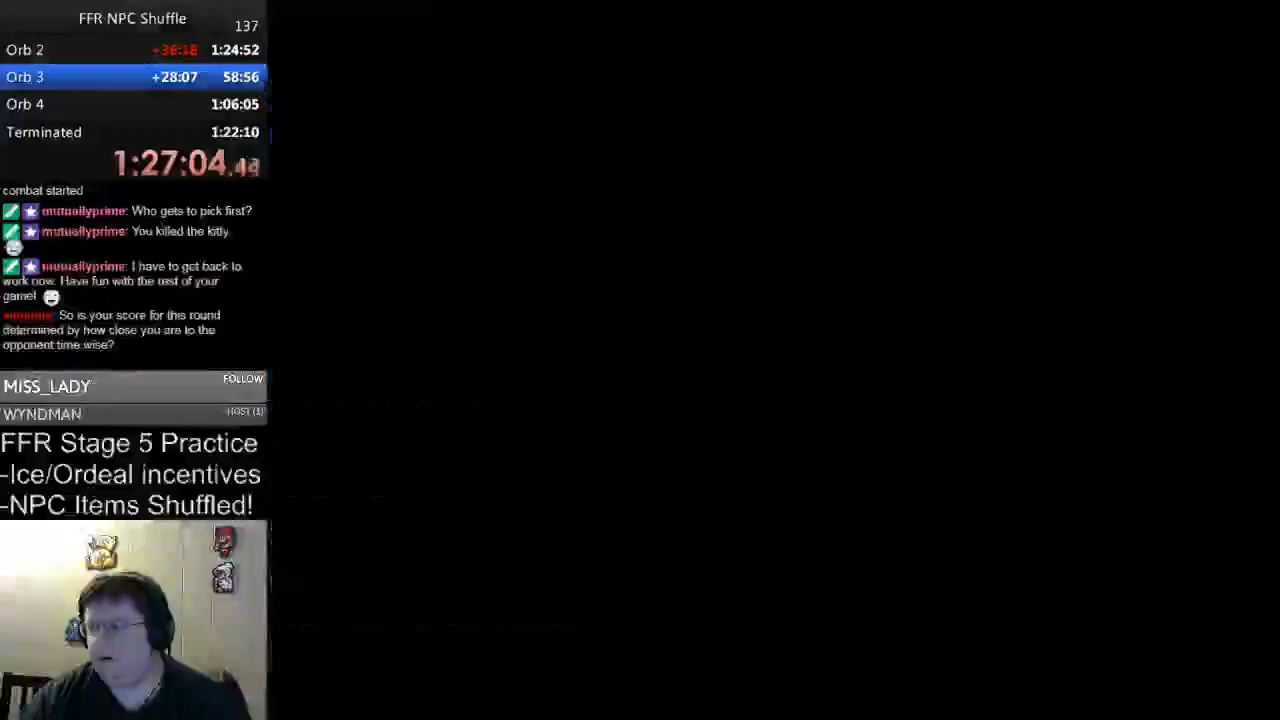 FFR NPC Shuffle
137
Orb 2 +36:18 1:24:52
Orb 3 +28:07 58:56
Orb 4 1:06:05
Terminated 1:22:10
1:27:04
combat started
mutuallyprime: Who gets to pick first?
mutuallyprime: You killed the kitty
mutuallyprime: I have to get back to
work now. Have fun with the rest of your
game!
So is your score for this round
determined by how close you are to the
opponent time wise?
MISS_LADY FOLLOW
WYNDMAN HOST (1)
FFR Stage 5 Practice
-Ice/Ordeal incentives
-NPC Items Shuffled!